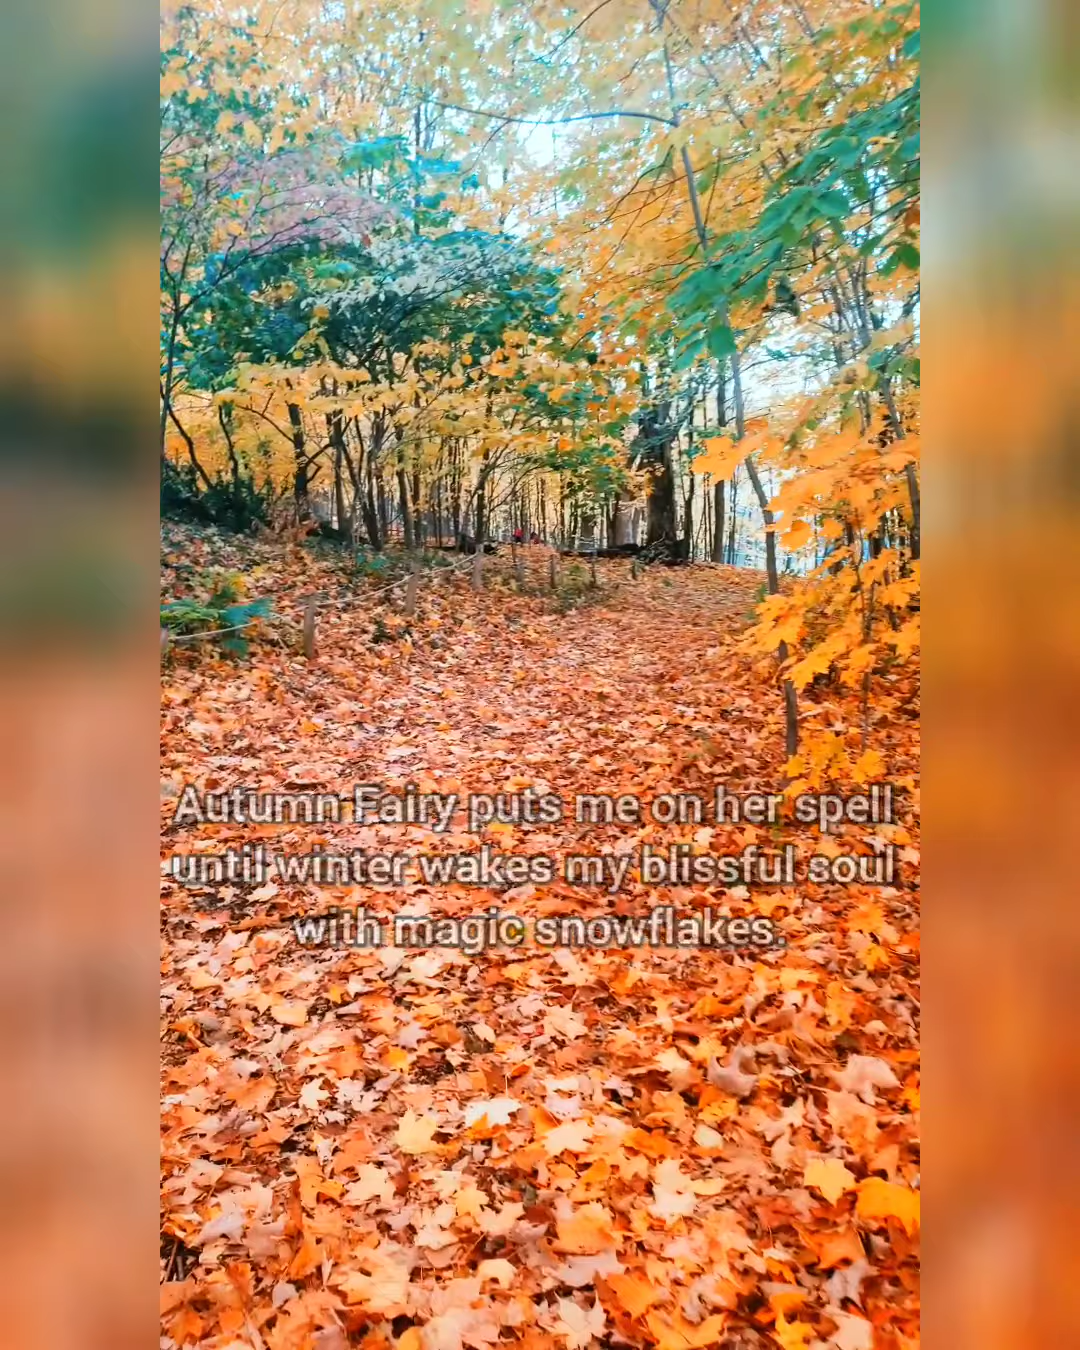 Autumn Fairy puts me on her spell
until winter wakes my blissful soul
with magic snowflakes.